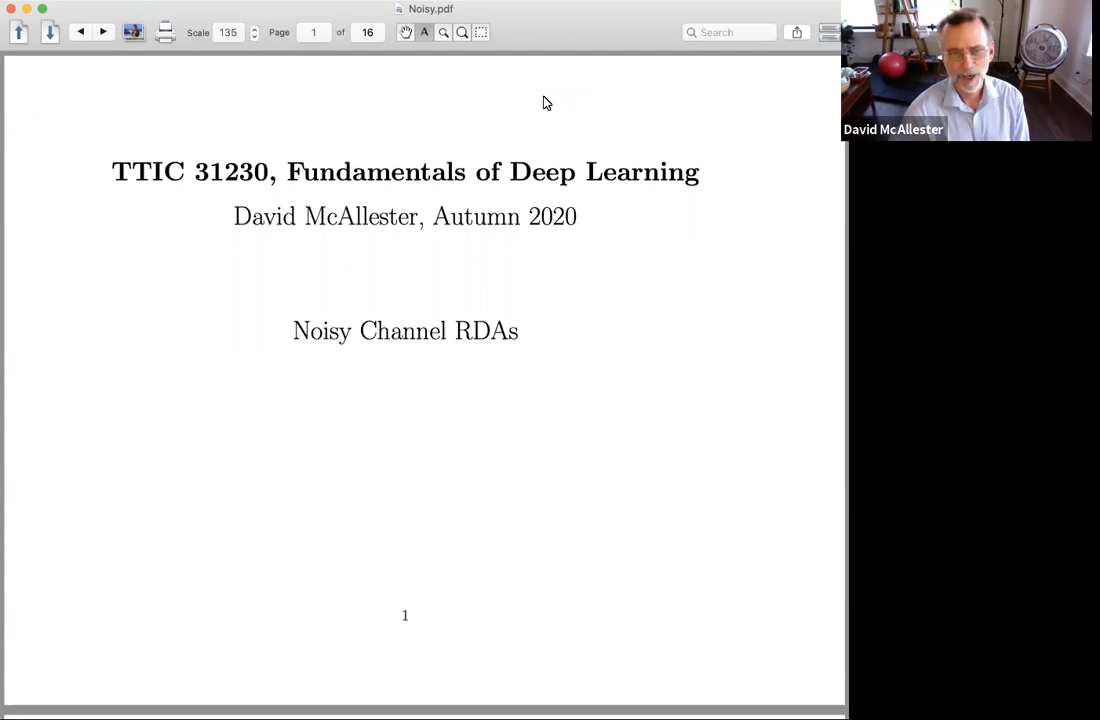 Noisy.pdf
Scale 135 Page 1 of 16 A Search
David McAllester
TTIC 31230, Fundamentals of Deep Learning
David McAllester, Autumn 2020
Noisy Channel RDAs
1